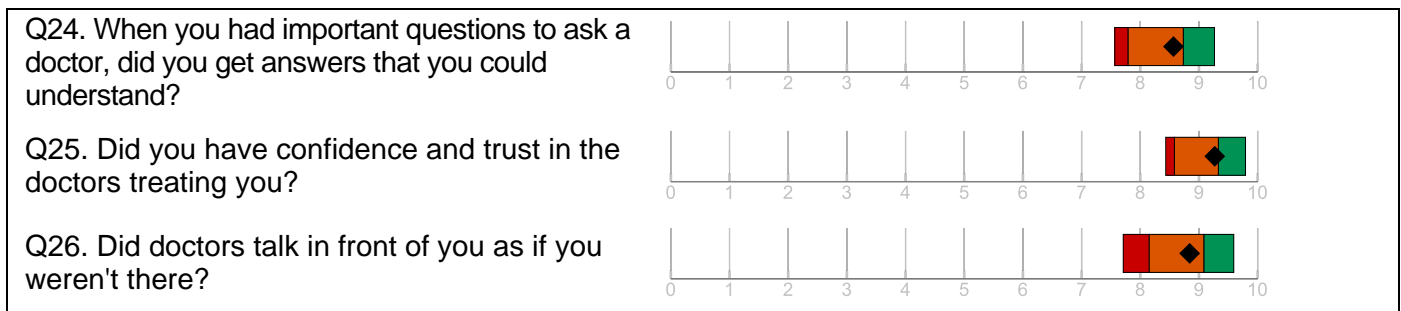 Q24. When you had important questions to ask a
doctor, did you get answers that you could
understand?
0 1 2 3 4 5 6 7 8 9 10
Q25. Did you have confidence and trust in the
doctors treating you?
0 1 2 3 4 5 6 7 8 9 10
Q26. Did doctors talk in front of you as if you
weren't there?
0 1 2 3 4 5 6 7 8 9 10